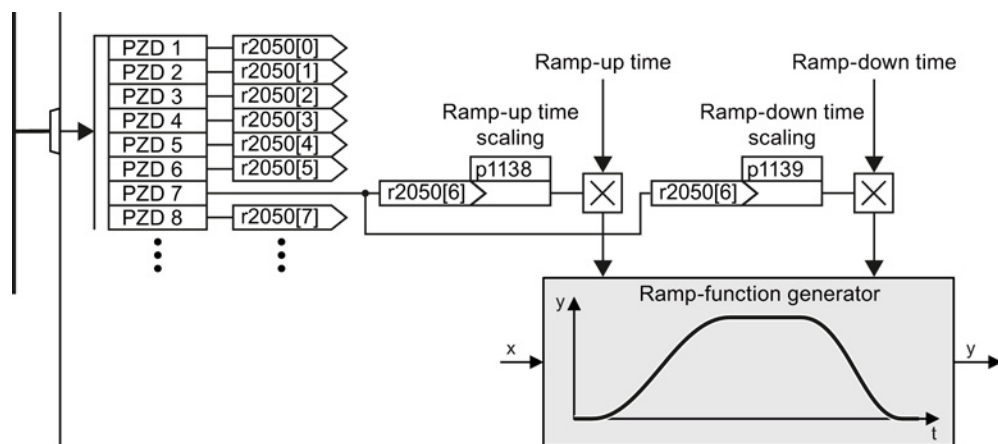 PZD 1 r2050[0]
PZD 2 r2050[1]
PZD 3 r2050[2]
PZD 4 r2050[3]
PZD 5 r2050[4]
PZD 6 r2050[5]
PZD 7
PZD 8 r2050[7]
Ramp-up time
Ramp-up time
scaling
p1138
r2050[6]
Ramp-down time
Ramp-down time
scaling
p1139
r2050[6]
Ramp-function generator
y
x
y
t